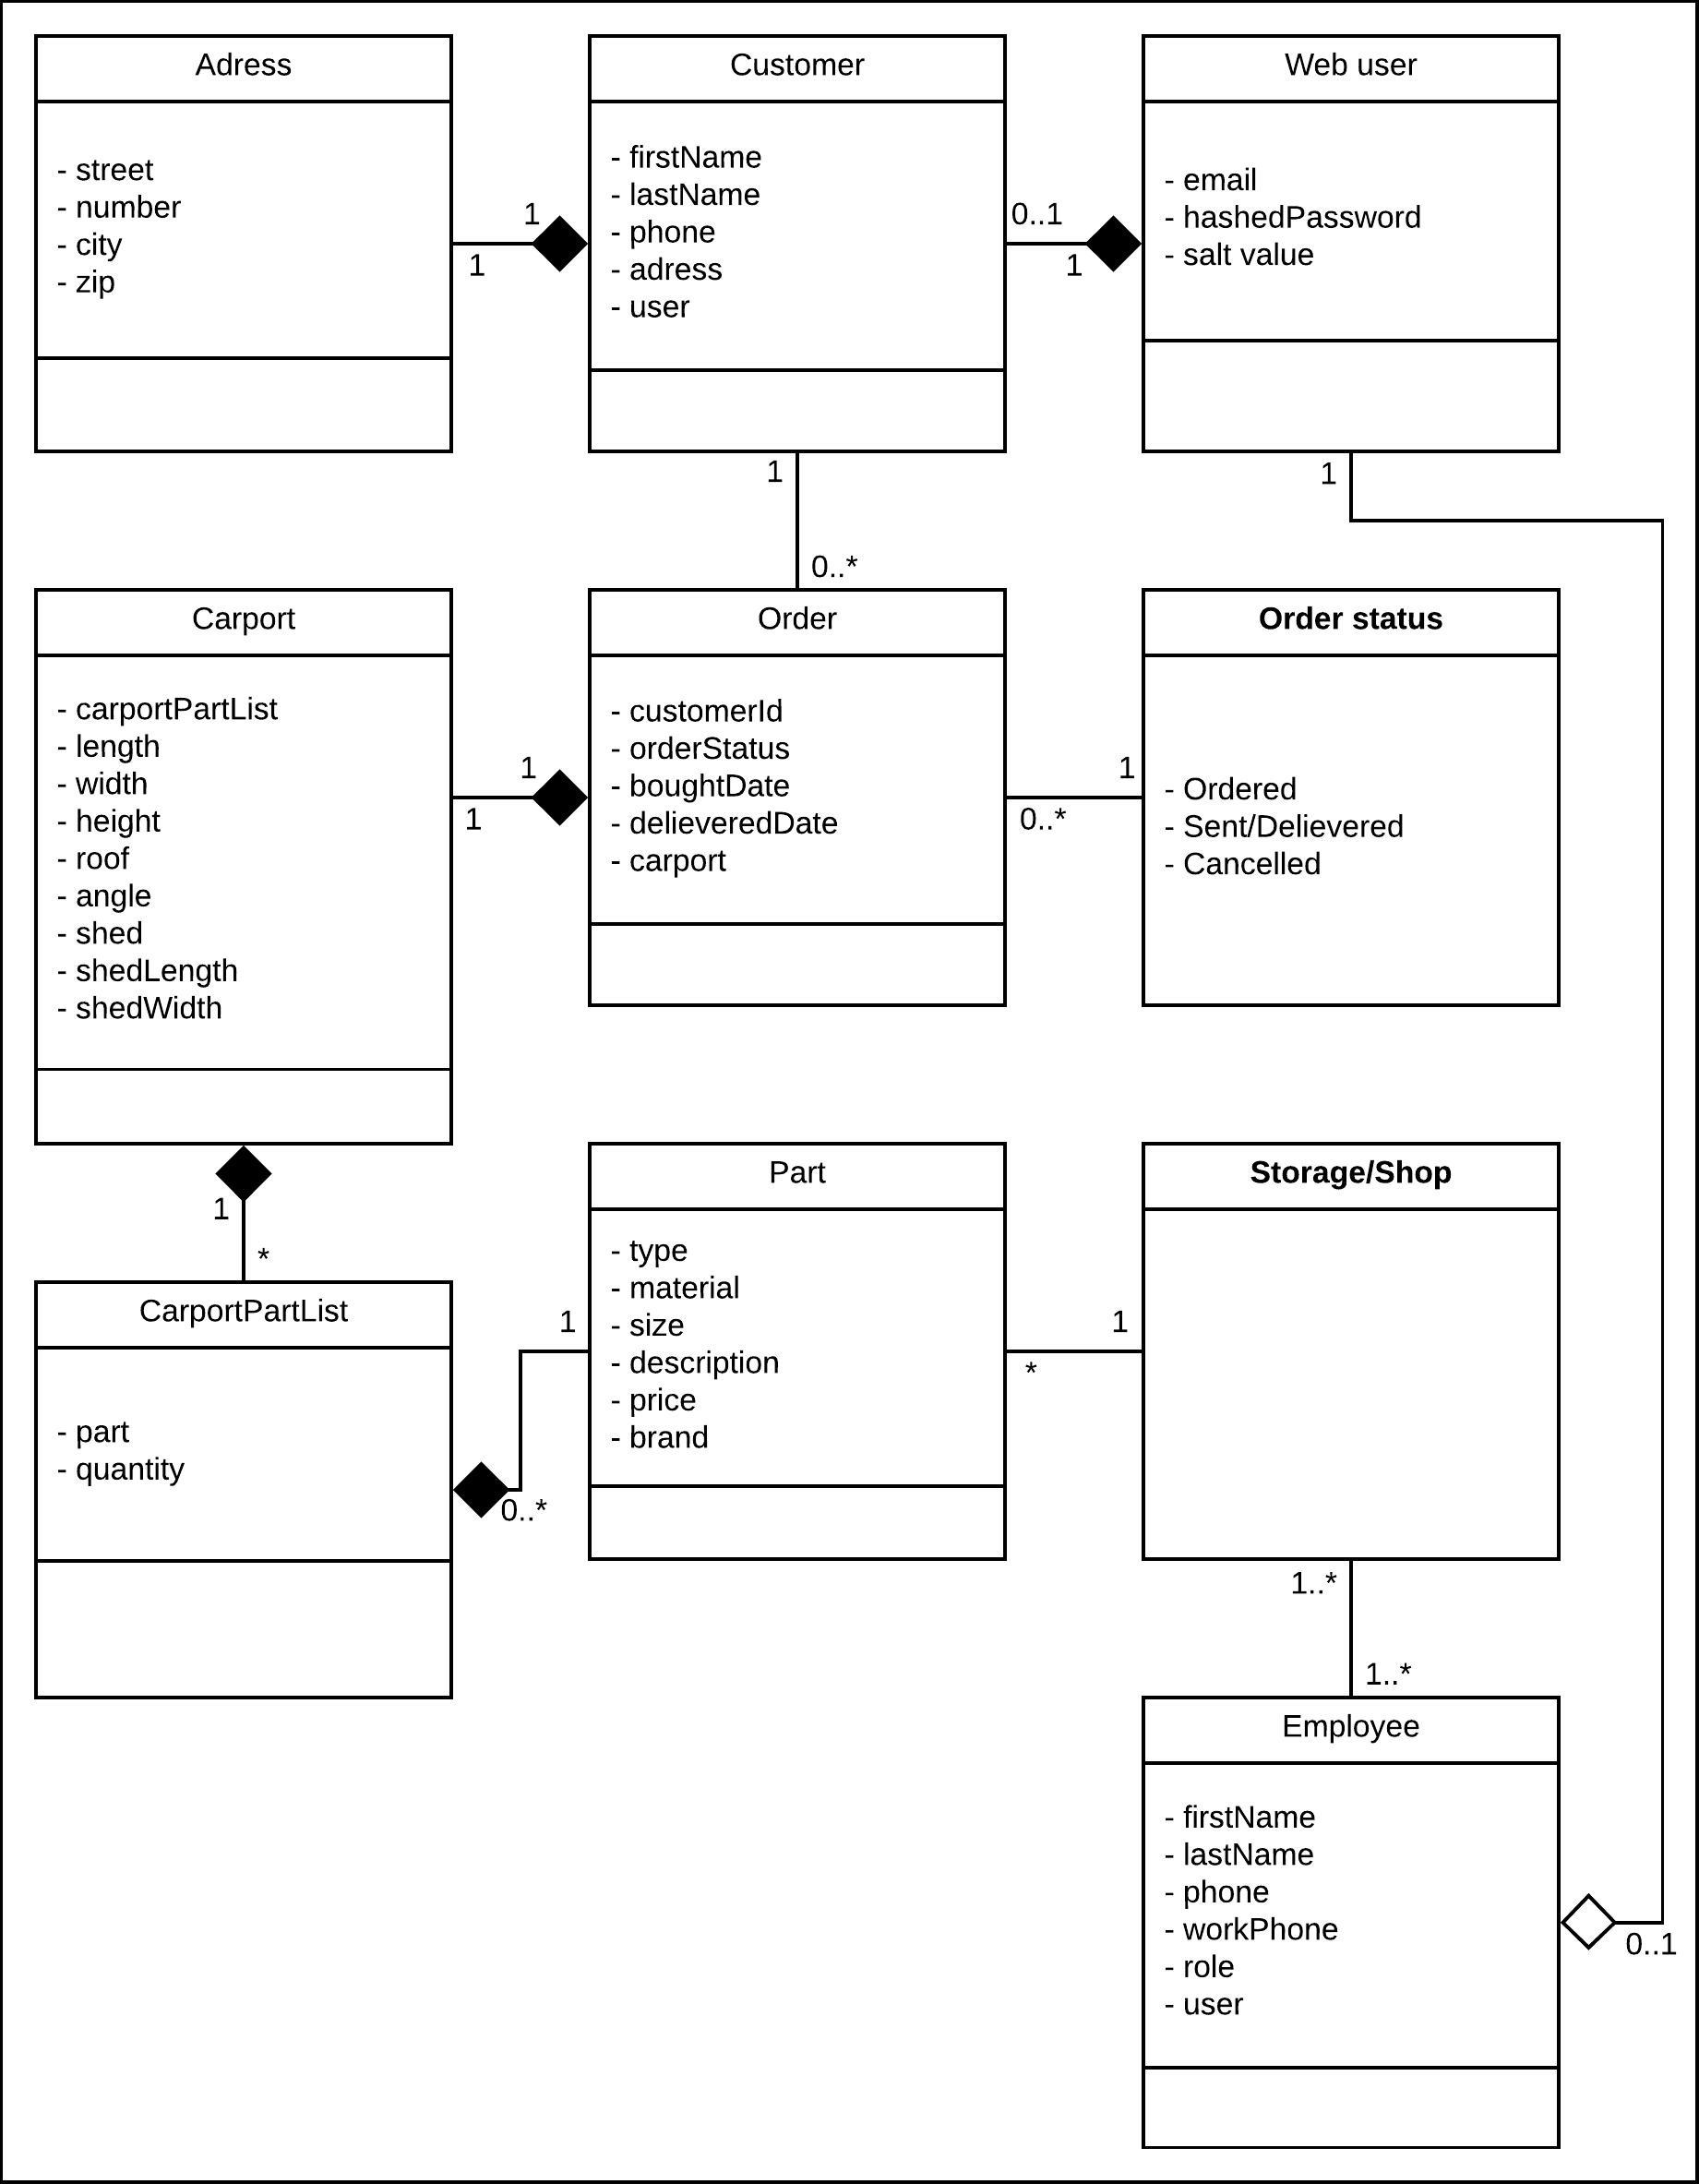 Adress
- street
- number
- city
- zip
1
1
Customer
- firstName
- lastName
- phone
- adress
- user
0..1
1
Web user
- email
- hashedPassword
- salt value
1
0..*
1
Carport
- carportPartList
- length
- width
- height
- roof
- angle
- shed
- shedLength
- shedWidth
1
1
Order
- customerId
- orderStatus
- boughtDate
- delieveredDate
- carport
1
0..*
Order status
- Ordered
- Sent/Delievered
- Cancelled
1
*
CarportPartList
- part
- quantity
1
0..*
Part
- type
- material
- size
- description
- price
- brand
1
*
Storage/Shop
1..*
1..*
Employee
- firstName
- lastName
- phone
- workPhone
- role
- user
0..1